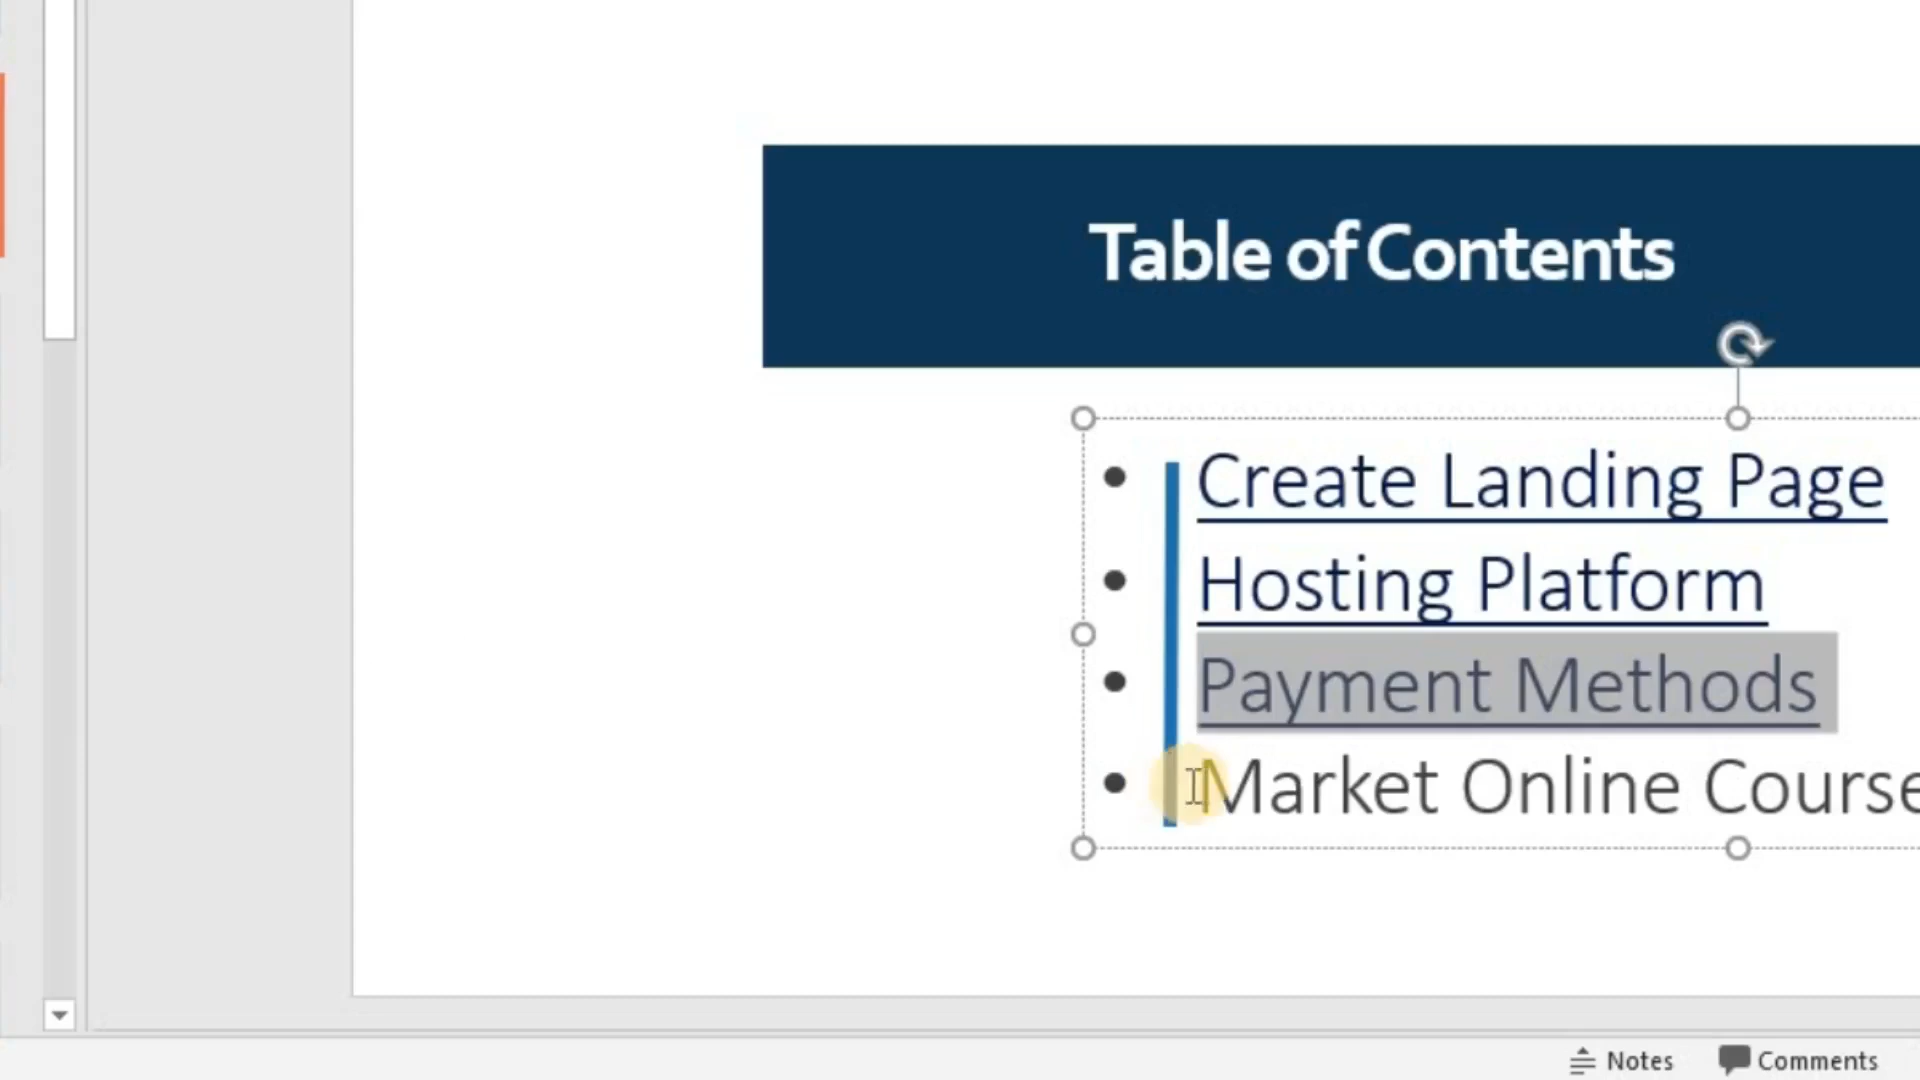 Table of Contents
• Create Landing Page
• Hosting Platform
• Payment Methods
• Market Online Course
Notes
Comments